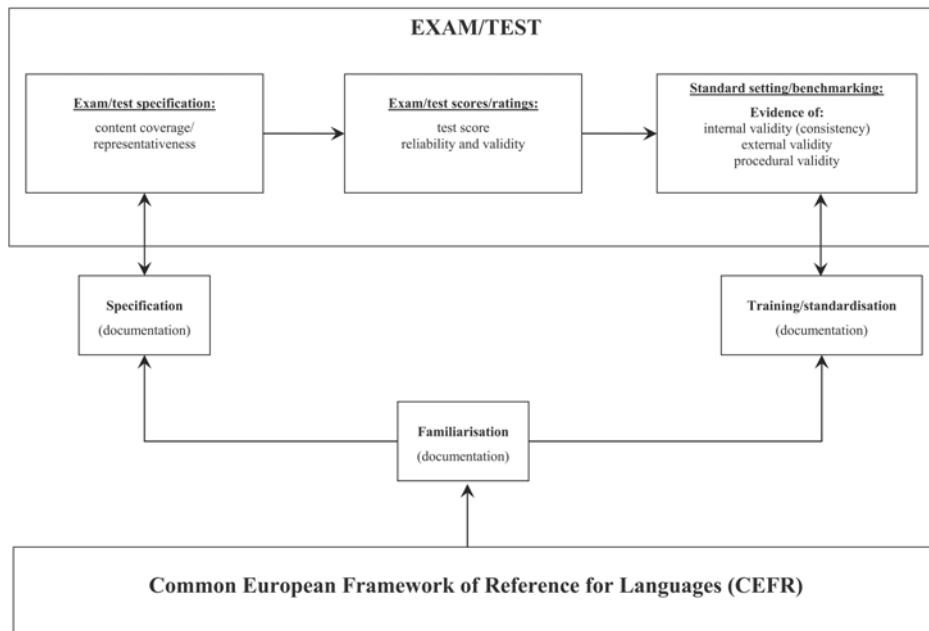 EXAM/TEST
Exam/test specification:
content coverage/
representativeness
Exam/test scores/ratings:
test score
reliability and validity
Standard setting/benchmarking:
Evidence of:
internal validity (consistency)
external validity
procedural validity
Specification
(documentation)
Training/standardisation
(documentation)
Familiarisation
(documentation)
Common European Framework of Reference for Languages (CEFR)